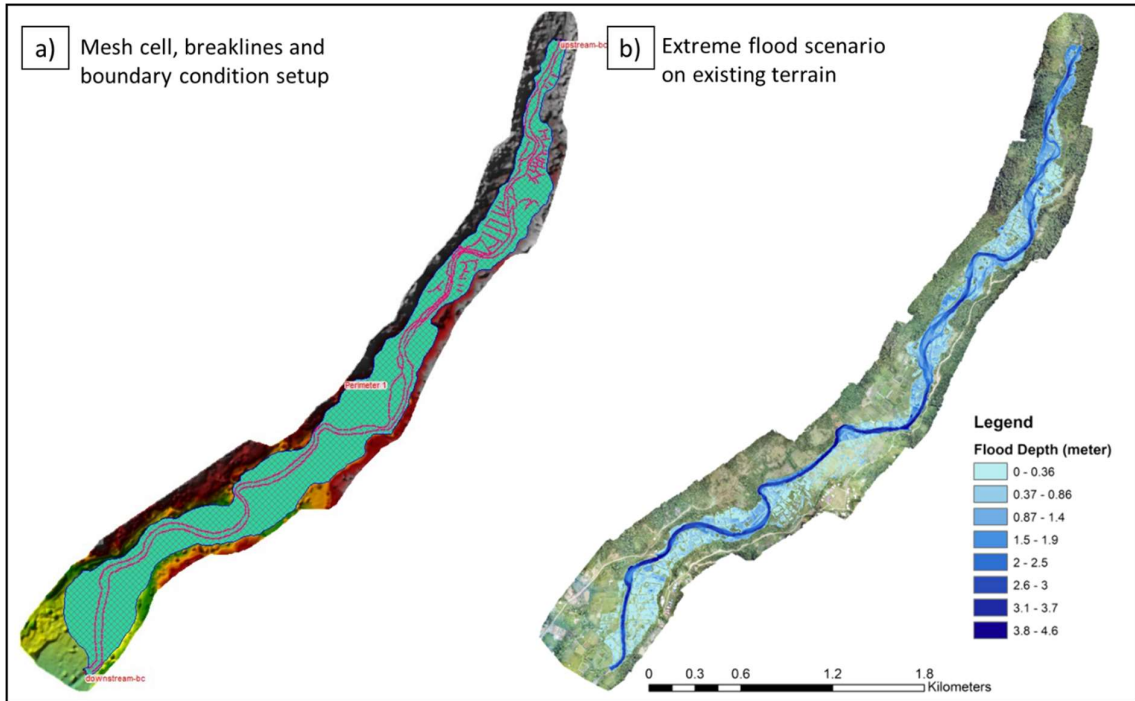 a)
Mesh cell, breaklines and
boundary condition setup
upstream-bc
Perimeter 1
downstream-bc
b)
Extreme flood scenario
on existing terrain
Legend
Flood Depth (meter)
0 - 0.36
0.37 - 0.86
0.87 - 1.4
1.5 - 1.9
2 - 2.5
2.6 - 3
3.1 - 3.7
3.8 - 4.6
0 0.3 0.6 1.2 1.8
Kilometers